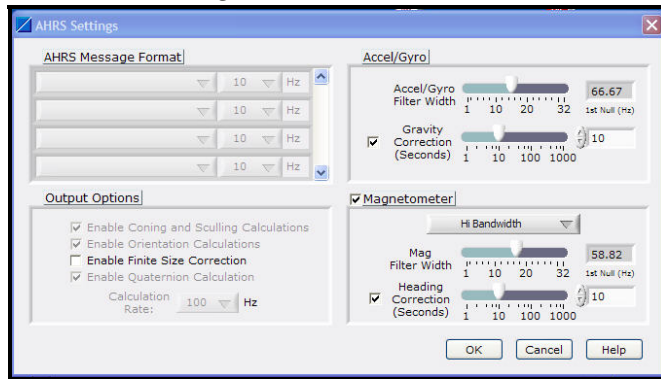 AHRS Settings
AHRS Message Format
10 Hz
10 Hz
10 Hz
10 Hz
Output Options
Enable Coning and Sculling Calculations
Enable Orientation Calculations
Enable Finite Size Correction
Enable Quaternion Calculation
Calculation
Rate:
100 Hz
Accel/Gyro
Accel/Gyro
Filter Width
1 10 20 32
66.67
1st Null (Hz)
Gravity
Correction
(Seconds)
1 10 100 1000
10
Magnetometer
Hi Bandwidth
Mag
Filter Width
1 10 20 32
58.82
1st Null (Hz)
Heading
Correction
(Seconds)
1 10 100 1000
10
OK Cancel Help